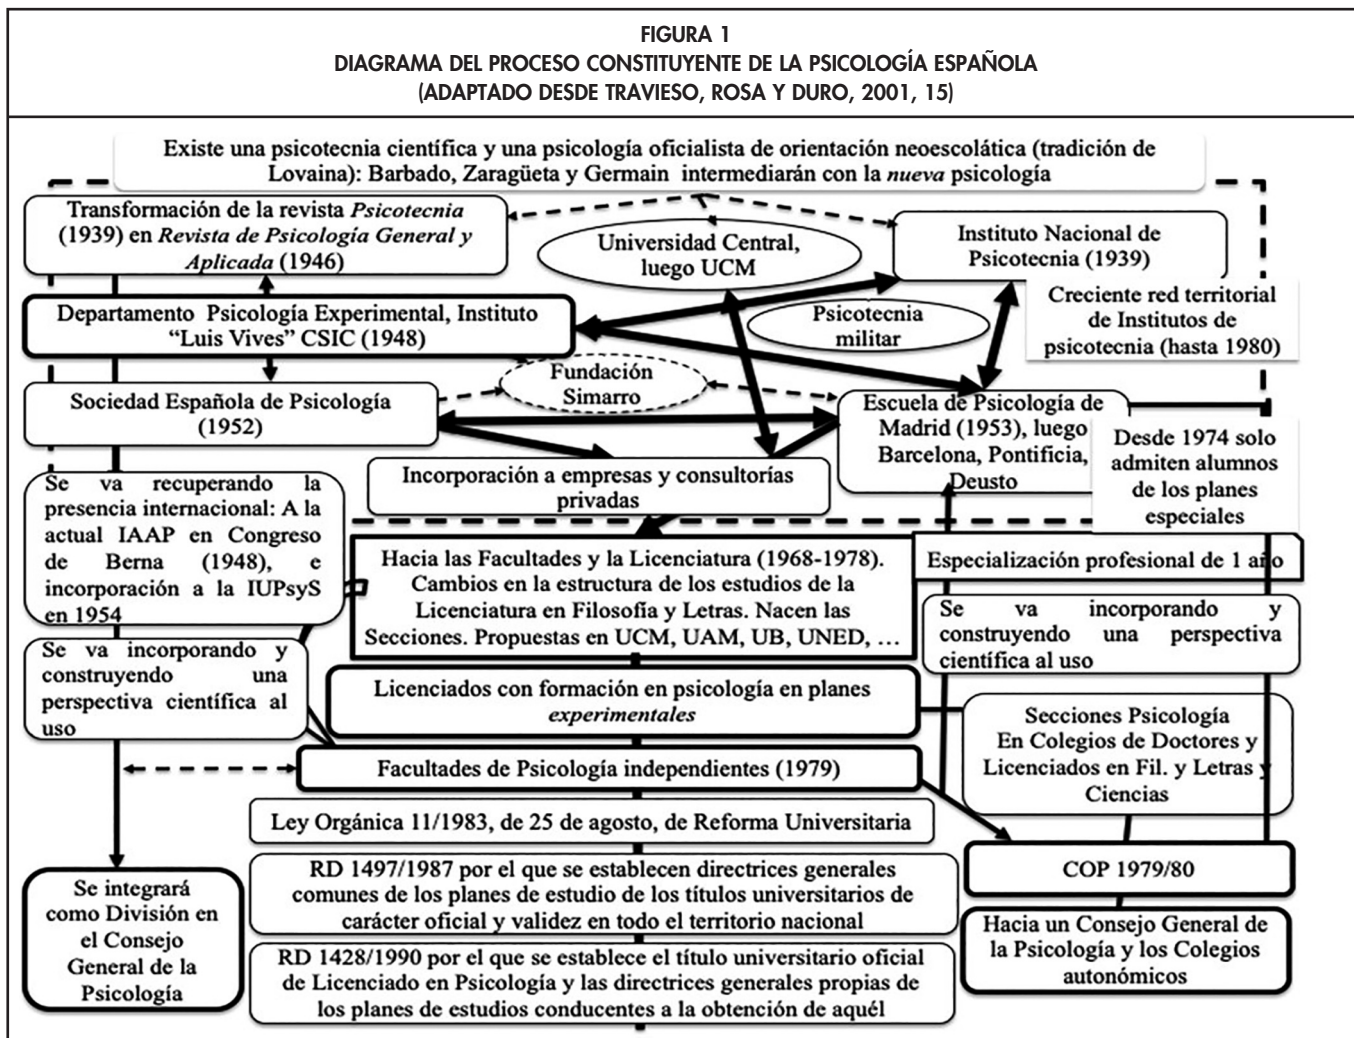 FIGURA 1
DIAGRAMA DEL PROCESO CONSTITUYENTE DE LA PSICOLOGÍA ESPAÑOLA
(ADAPTADO DESDE TRAVIESO, ROSA Y DURO, 2001, 15)
Existe una psicotecnia científica y una psicología oficialista de orientación neoescolática (tradición de
Lovaina): Barbado, Zaragüeta y Germain intermediarán con la nueva psicología
Transformación de la revista Psicotecnia
(1939) en Revista de Psicología General y
Aplicada (1946)
Universidad Central,
luego UCM
Instituto Nacional de
Psicotecnia (1939)
Creciente red territorial
de Institutos de
psicotecnia (hasta 1980)
Departamento Psicología Experimental, Instituto
“Luis Vives” CSIC (1948)
Psicotecnia
militar
Fundación
Simarro
Sociedad Española de Psicología
(1952)
Escuela de Psicología de
Madrid (1953), luego
Barcelona, Pontificia,
Deusto
Desde 1974 solo
admiten alumnos
de los planes
especiales
Incorporación a empresas y consultorías
privadas
Se va recuperando la
presencia internacional: A la
actual IAAP en Congreso
de Berna (1948), e
incorporación a la IUPsyS
en 1954
Hacia las Facultades y la Licenciatura (1968-1978).
Cambios en la estructura de los estudios de la
Licenciatura en Filosofía y Letras. Nacen las
Secciones. Propuestas en UCM, UAM, UB, UNED, …
Especialización profesional de 1 año
Se va incorporando y
construyendo una perspectiva
científica al uso
Se va incorporando y
construyendo una
perspectiva científica al
uso
Licenciados con formación en psicología en planes
experimentales
Secciones Psicología
En Colegios de Doctores y
Licenciados en Fil. y Letras y
Ciencias
Facultades de Psicología independientes (1979)
Ley Orgánica 11/1983, de 25 de agosto, de Reforma Universitaria
RD 1497/1987 por el que se establecen directrices generales
comunes de los planes de estudio de los títulos universitarios de
carácter oficial y validez en todo el territorio nacional
COP 1979/80
Se integrará
como División en
el Consejo
General de la
Psicología
Hacia un Consejo General de
la Psicología y los Colegios
autonómicos
RD 1428/1990 por el que se establece el título universitario oficial
de Licenciado en Psicología y las directrices generales propias de
los planes de estudios conducentes a la obtención de aquél